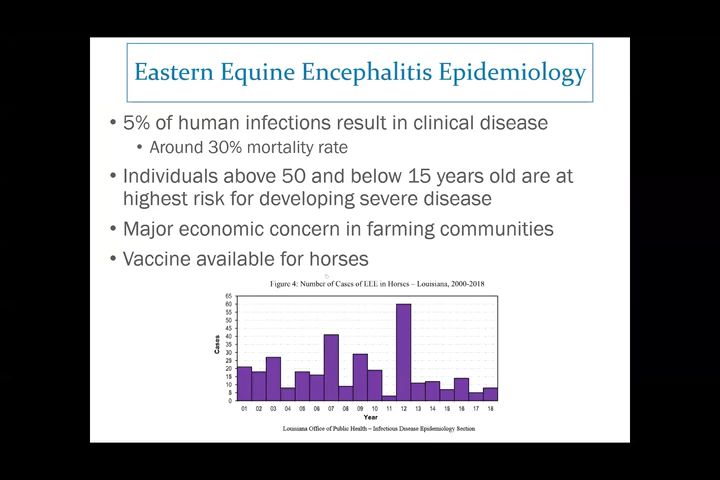 Eastern Equine Encephalitis Epidemiology
• 5% of human infections result in clinical disease
• Around 30% mortality rate
• Individuals above 50 and below 15 years old are at
highest risk for developing severe disease
• Major economic concern in farming communities
• Vaccine available for horses
Figure 4: Number of Cases of EEE in Horses – Louisiana, 2000-2018
65
60
55
50
45
40
35
30
25
20
15
10
5
0
Cases
01 02 03 04 05 06 07 08 09 10 11 12 13 14 15 16 17 18
Year
Louisiana Office of Public Health – Infectious Disease Epidemiology Section